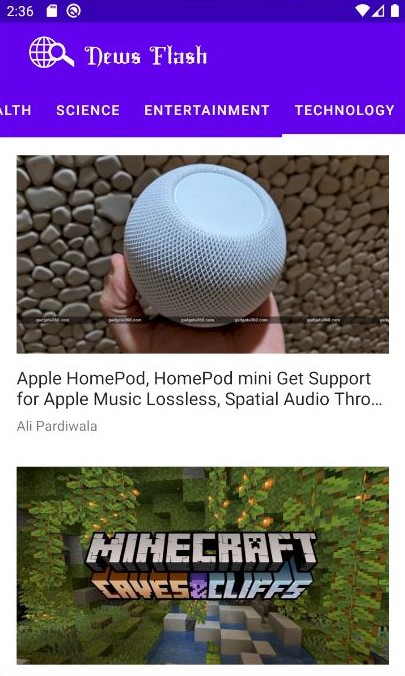 2:36
News Flash
ALTH SCIENCE ENTERTAINMENT TECHNOLOGY
gadgets360.com gadgets360.com gadgets360.com gadgets360.com gadgets360.com
Apple HomePod, HomePod mini Get Support
for Apple Music Lossless, Spatial Audio Thro...
Ali Pardiwala
MINECRAFT
CAVES & CLIFFS